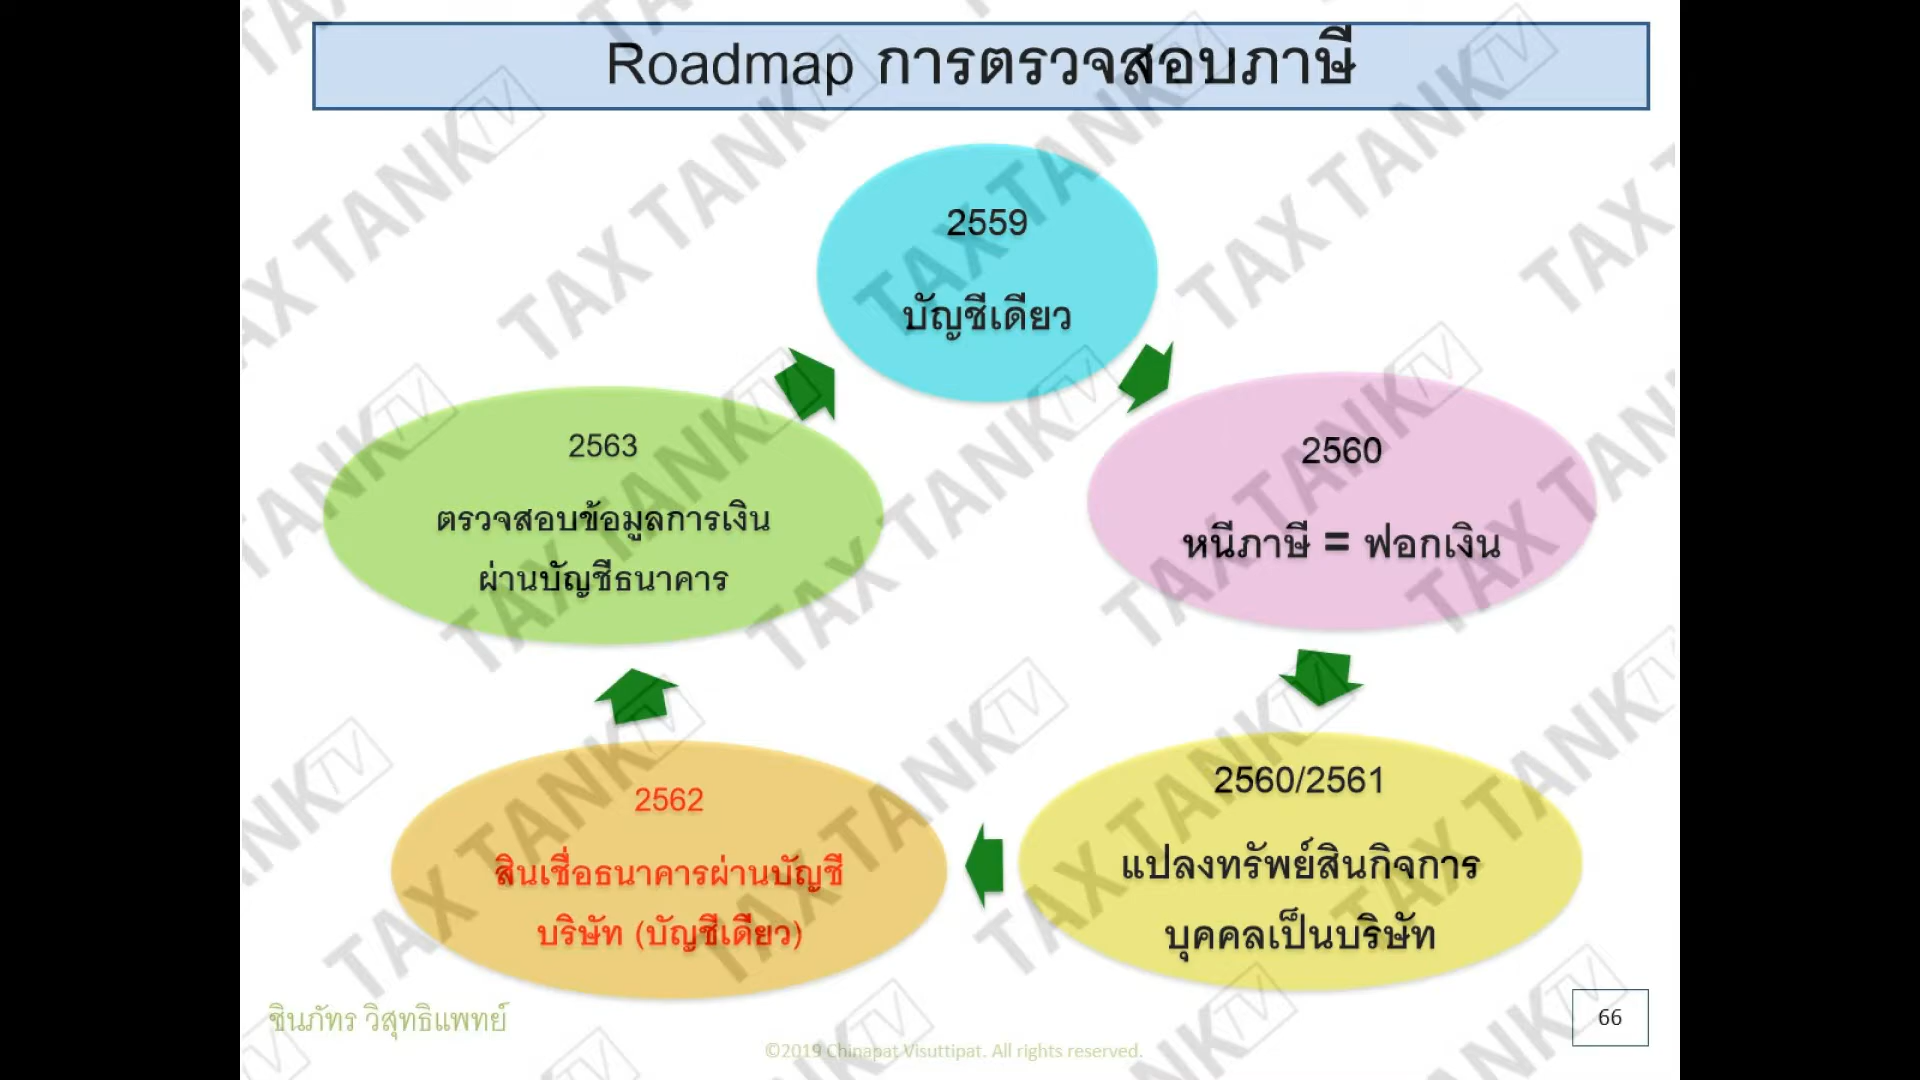 Roadmap การตรวจสอบภาษี
2559
บัญชีเดียว
2560
หนีภาษี = ฟอกเงิน
2560/2561
แปลงทรัพย์สินกิจการ
บุคคลเป็นบริษัท
2562
สินเชื่อธนาคารผ่านบัญชี
บริษัท (บัญชีเดียว)
2563
ตรวจสอบข้อมูลการเงิน
ผ่านบัญชีธนาคาร
ชินภัทร วิสุทธิแพทย์
©2019 Chinapat Visuttipat. All rights reserved.
66
TAX TANK TV